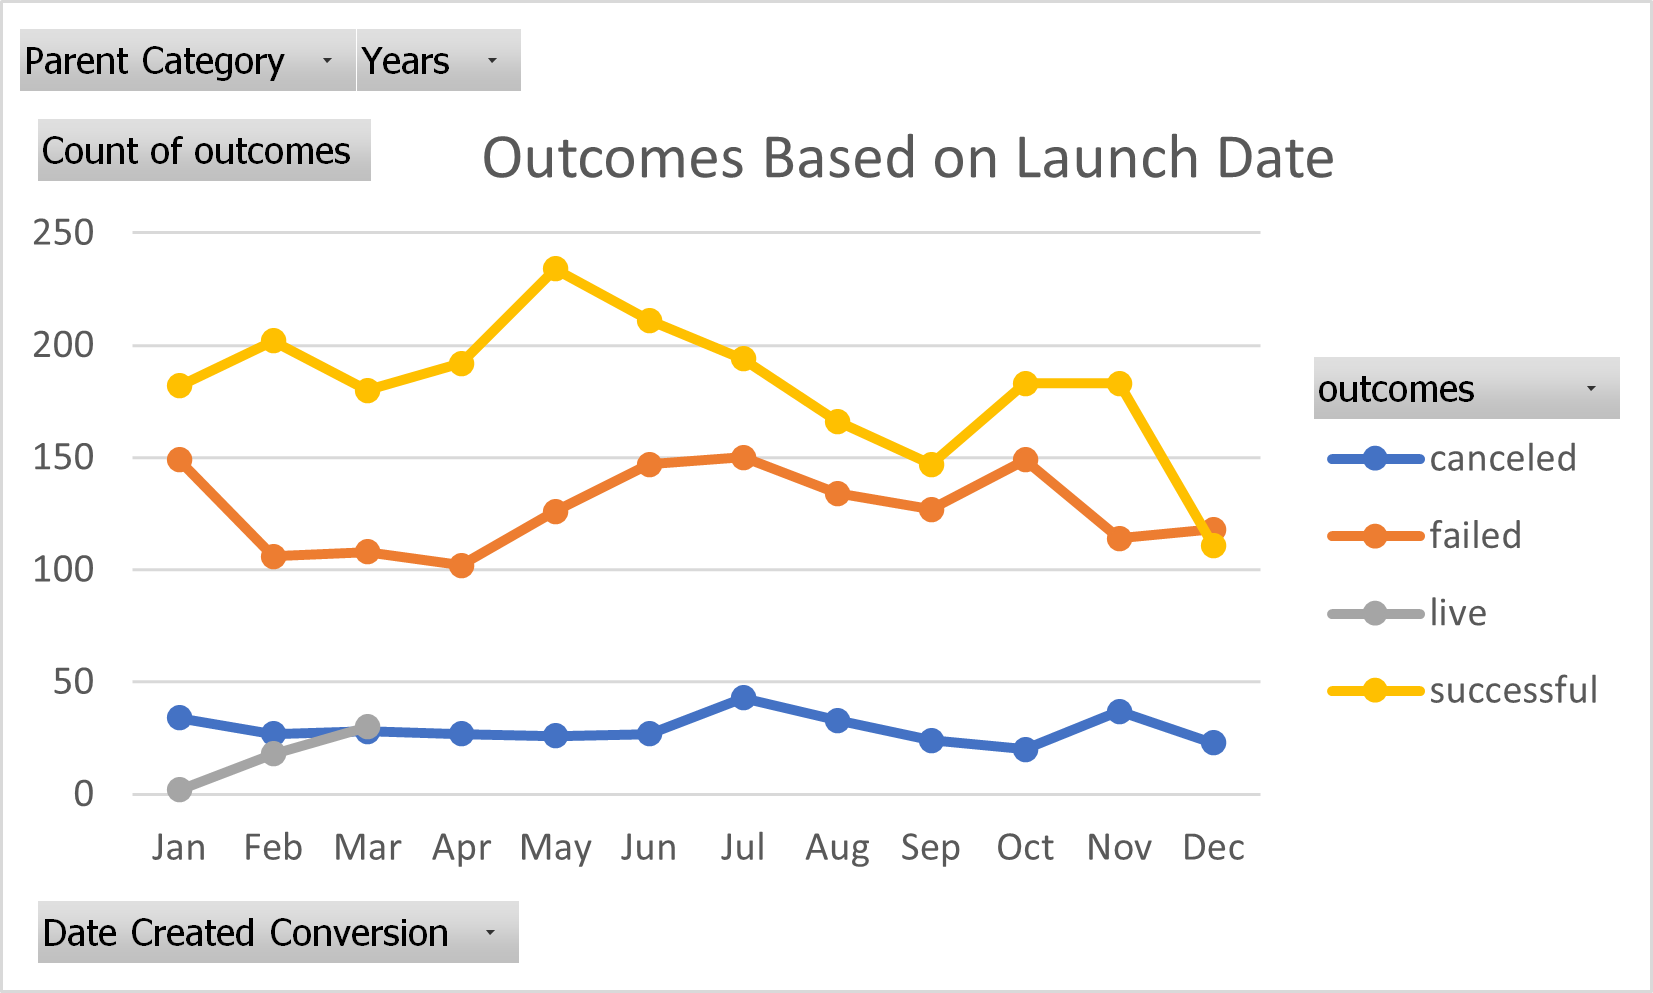 Parent Category Years
Count of outcomes
Outcomes Based on Launch Date
250
200
150
100
50
0
Jan Feb Mar Apr May Jun Jul Aug Sep Oct Nov Dec
outcomes
canceled
failed
live
successful
Date Created Conversion